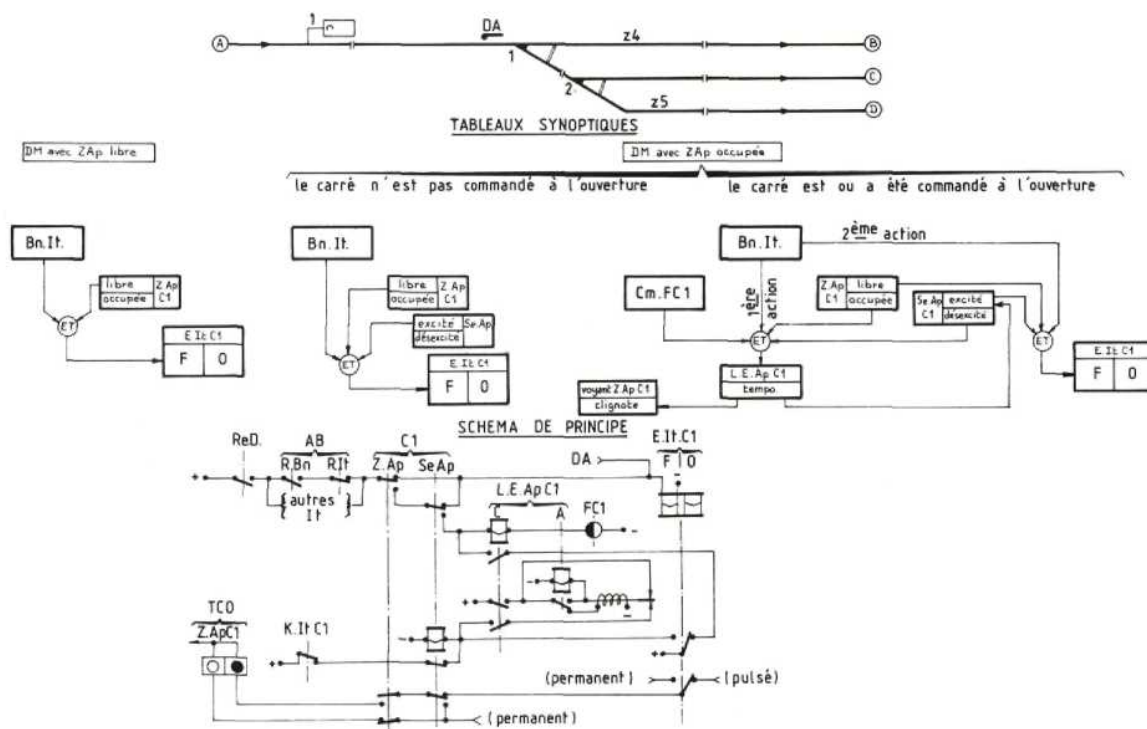 1
DA
A
z4
B
1
C
2
z5
D
TABLEAUX SYNOPTIQUES
DM avec ZAp libre
DM avec ZAp occupée
le carré n'est pas commandé à l'ouverture
le carré est ou a été commandé à l'ouverture
Bn.It.
libre
occupée
Z.Ap
C1
ET
E.It C1
F
O
Bn.It.
libre
occupée
Z.Ap
C1
excité
désexcité
Se.Ap
ET
E.It C1
F
O
Bn.It.
2ème action
1ère action
Cm.FC1
Z.Ap
C1
libre
occupée
Se.Ap
C1
excité
désexcité
ET
ET
L.E.Ap C1
tempo.
voyant Z.Ap C1
clignote
E.It C1
F
O
SCHEMA DE PRINCIPE
ReD.
AB
R.Bn
R.It
C1
Z.Ap
Se.Ap
DA
E.It.C1
F
O
+
-
{autres
It}
L.E.Ap C1
C
A
FC1
-
-
+
-
TCO
Z.ApC1
K.It C1
+
-
+
(permanent)
(pulsé)
(permanent)